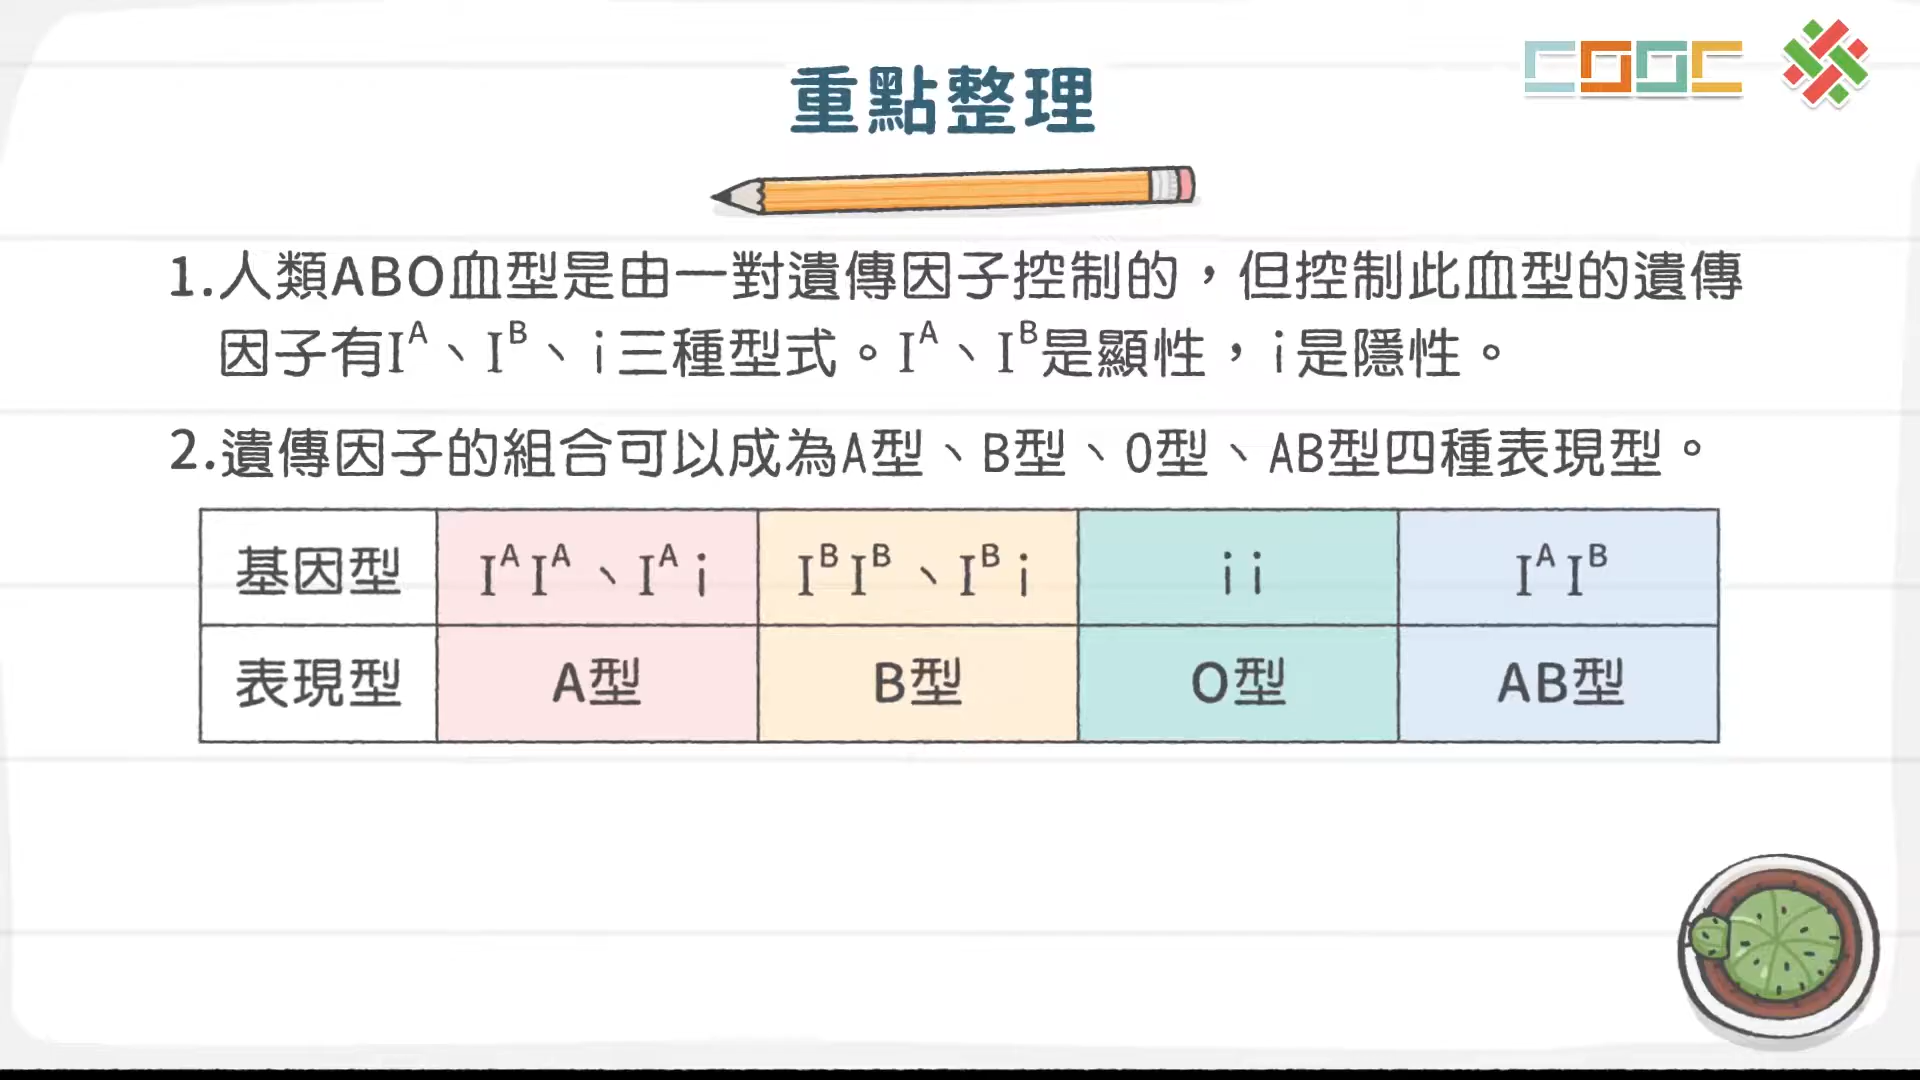 COOC
重點整理
1.人類ABO血型是由一對遺傳因子控制的，但控制此血型的遺傳
因子有Iᴬ、Iᴮ、i三種型式。Iᴬ、Iᴮ是顯性，i是隱性。
2.遺傳因子的組合可以成為A型、B型、O型、AB型四種表現型。
基因型 IᴬIᴬ、Iᴬi IᴮIᴮ、Iᴮi ii IᴬIᴮ
表現型 A型 B型 O型 AB型